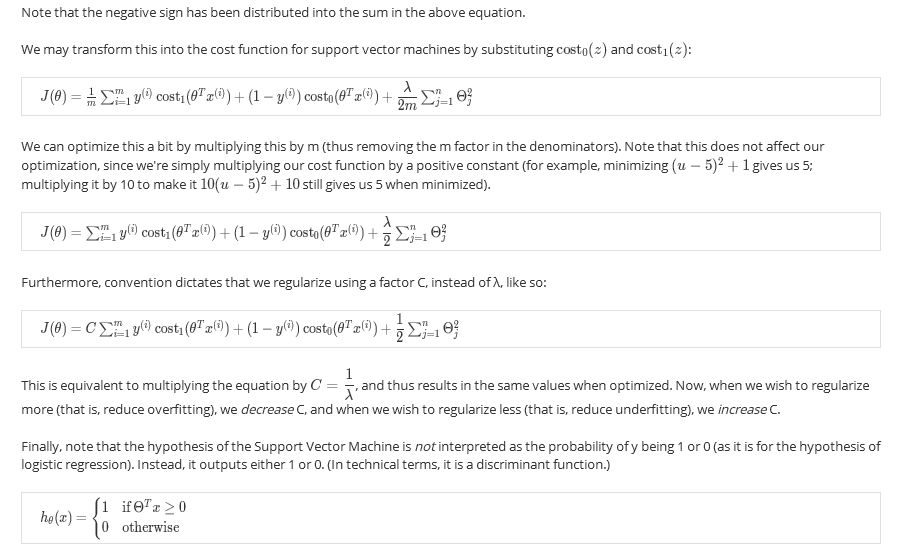 Note that the negative sign has been distributed into the sum in the above equation.
We may transform this into the cost function for support vector machines by substituting cost₀(z) and cost₁(z):
J(θ) = 1/m ∑ᵢ₌₁ᵐ y⁽ⁱ⁾ cost₁(θᵀx⁽ⁱ⁾) + (1 − y⁽ⁱ⁾) cost₀(θᵀx⁽ⁱ⁾) + λ/2m ∑ⱼ₌₁ⁿ Θⱼ²
We can optimize this a bit by multiplying this by m (thus removing the m factor in the denominators). Note that this does not affect our
optimization, since we're simply multiplying our cost function by a positive constant (for example, minimizing (u − 5)² + 1 gives us 5;
multiplying it by 10 to make it 10(u − 5)² + 10 still gives us 5 when minimized).
J(θ) = ∑ᵢ₌₁ᵐ y⁽ⁱ⁾ cost₁(θᵀx⁽ⁱ⁾) + (1 − y⁽ⁱ⁾) cost₀(θᵀx⁽ⁱ⁾) + λ/2 ∑ⱼ₌₁ⁿ Θⱼ²
Furthermore, convention dictates that we regularize using a factor C, instead of λ, like so:
J(θ) = C ∑ᵢ₌₁ᵐ y⁽ⁱ⁾ cost₁(θᵀx⁽ⁱ⁾) + (1 − y⁽ⁱ⁾) cost₀(θᵀx⁽ⁱ⁾) + 1/2 ∑ⱼ₌₁ⁿ Θⱼ²
This is equivalent to multiplying the equation by C = 1/λ, and thus results in the same values when optimized. Now, when we wish to regularize
more (that is, reduce overfitting), we decrease C, and when we wish to regularize less (that is, reduce underfitting), we increase C.
Finally, note that the hypothesis of the Support Vector Machine is not interpreted as the probability of y being 1 or 0 (as it is for the hypothesis of
logistic regression). Instead, it outputs either 1 or 0. (In technical terms, it is a discriminant function.)
hθ(x) = {1 if Θᵀx ≥ 0
0 otherwise